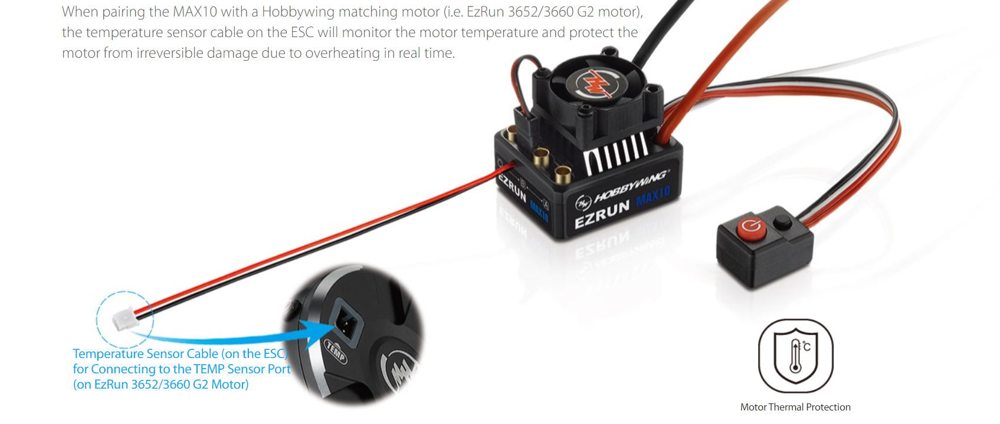 When pairing the MAX10 with a Hobbywing matching motor (i.e. EzRun 3652/3660 G2 motor),
the temperature sensor cable on the ESC will monitor the motor temperature and protect the
motor from irreversible damage due to overheating in real time.
HW
C
B
A
EZRUN MAX10
HW HOBBYWING®
EZRUN MAX10
TEMP
HW
Temperature Sensor Cable (on the ESC)
for Connecting to the TEMP Sensor Port
(on EzRun 3652/3660 G2 Motor)
°C
Motor Thermal Protection